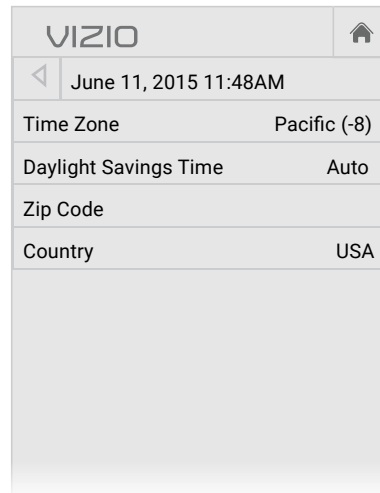 VIZIO
June 11, 2015 11:48AM
Time Zone Pacific (-8)
Daylight Savings Time Auto
Zip Code
Country USA